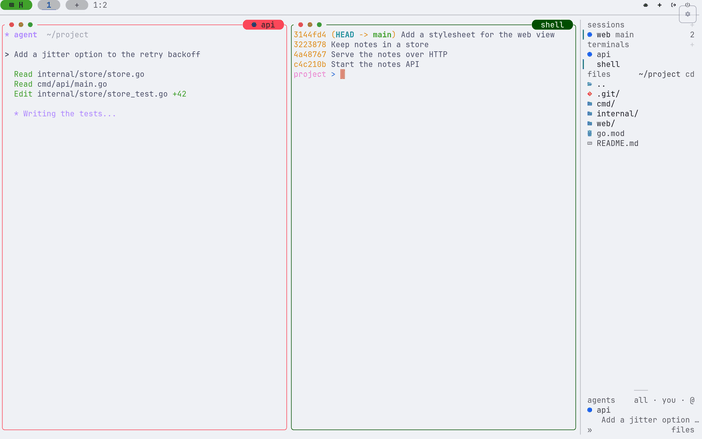 H 1 + 1:2
api
* agent ~/project
> Add a jitter option to the retry backoff
Read internal/store/store.go
Read cmd/api/main.go
Edit internal/store/store_test.go +42
* Writing the tests...
shell
3144fd4 (HEAD -> main) Add a stylesheet for the web view
3223878 Keep notes in a store
4a48767 Serve the notes over HTTP
c4c210b Start the notes API
project >
sessions +
web main 2
terminals +
api
shell
files ~/project cd
..
.git/
cmd/
internal/
web/
go.mod
README.md
agents all · you · @
api
Add a jitter option …
» files